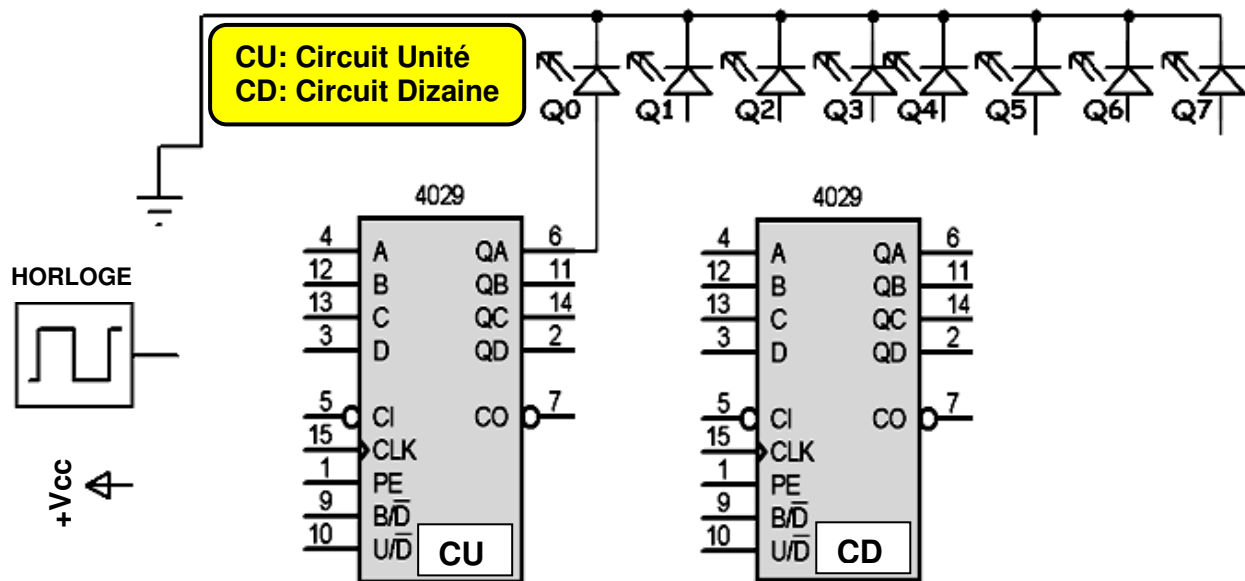 CU: Circuit Unité
CD: Circuit Dizaine
Q0 Q1 Q2 Q3 Q4 Q5 Q6 Q7
4029
4 A QA 6
12 B QB 11
13 C QC 14
3 D QD 2
5 CI CO 7
15 CLK
1 PE
9 B/D̅
10 U/D̅
CU
4029
4 A QA 6
12 B QB 11
13 C QC 14
3 D QD 2
5 CI CO 7
15 CLK
1 PE
9 B/D̅
10 U/D̅
CD
HORLOGE
+Vcc